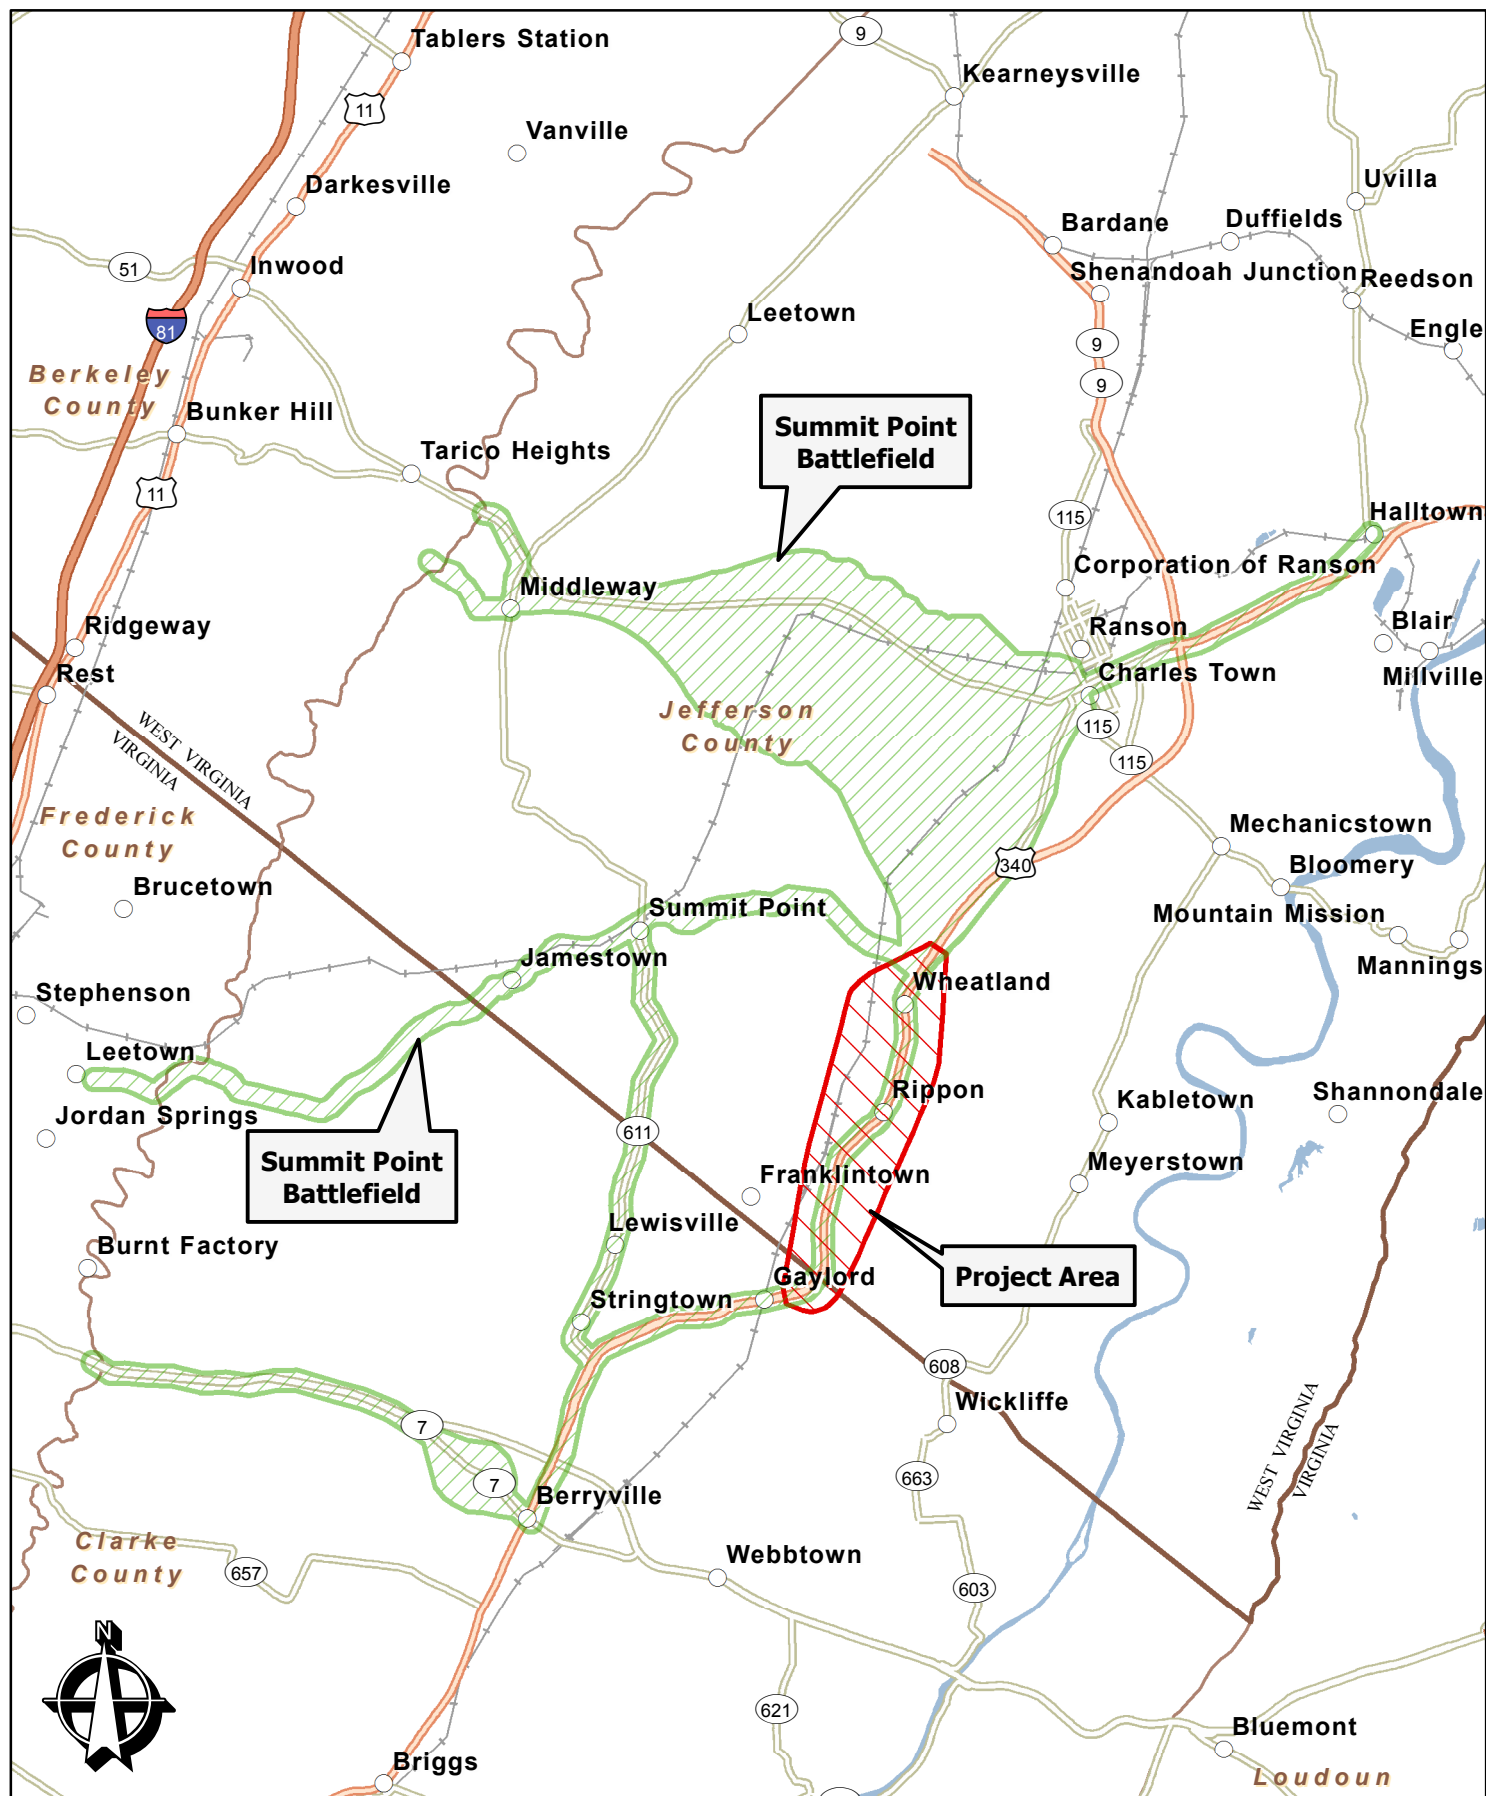 Tablers Station
9
Kearneysville
11
Vanville
Uvilla
Darkesville
Duffields
Bardane
51
Inwood
Shenandoah Junction
Reedson
Leetown
81
Engle
9
Berkeley
County
9
Bunker Hill
Summit Point
Battlefield
Tarico Heights
11
115
Halltown
Corporation of Ranson
Middleway
Blair
Ridgeway
Ranson
Rest
Charles Town
Millville
WEST VIRGINIA
VIRGINIA
Jefferson
County
115
115
Frederick
County
Mechanicstown
340
Bloomery
Brucetown
Summit Point
Mountain Mission
Jamestown
Mannings
Stephenson
Wheatland
Leetown
Rippon
Shannondale
Kabletown
Jordan Springs
611
Summit Point
Battlefield
Meyerstown
Franklintown
Lewisville
Burnt Factory
Gaylord
Project Area
Stringtown
608
Wickliffe
WEST VIRGINIA
VIRGINIA
7
663
7
Berryville
Clarke
County
657
Webbtown
603
N
621
Bluemont
Briggs
Loudoun